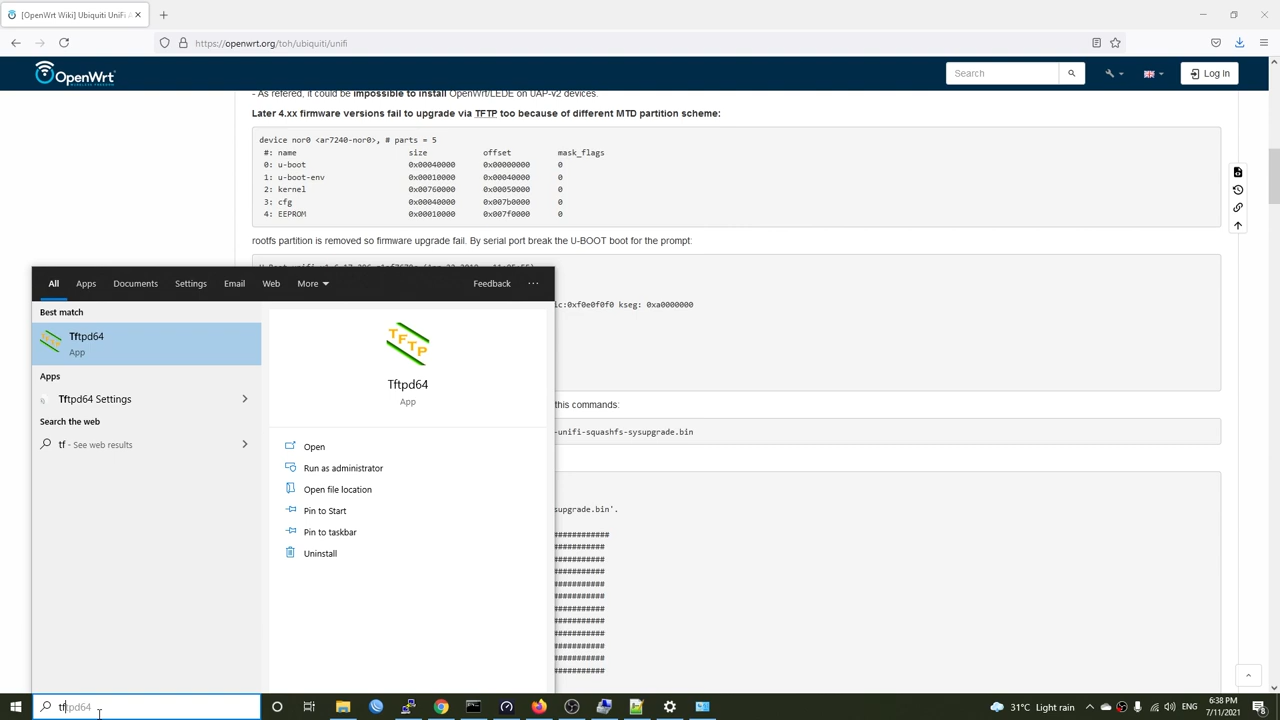 [OpenWrt Wiki] Ubiquiti UniFi A
https://openwrt.org/toh/ubiquiti/unifi
OpenWrt
WIRELESS FREEDOM
Search
Log In
- As refered, it could be impossible to install OpenWrt/LEDE on UAP-v2 devices.
Later 4.xx firmware versions fail to upgrade via TFTP too because of different MTD partition scheme:
device nor0 <ar7240-nor0>, # parts = 5
#: name size offset mask_flags
0: u-boot 0x00040000 0x00000000 0
1: u-boot-env 0x00010000 0x00040000 0
2: kernel 0x00760000 0x00050000 0
3: cfg 0x00040000 0x007b0000 0
4: EEPROM 0x00010000 0x007f0000 0
rootfs partition is removed so firmware upgrade fail. By serial port break the U-BOOT boot for the prompt:
All Apps Documents Settings Email Web More Feedback ...
ic:0xf0e0f0f0 kseg: 0xa0000000
Best match
Tftpd64
App
Apps
Tftpd64 Settings
Search the web
tf - See web results
Tftpd64
App
Open
Run as administrator
Open file location
Pin to Start
Pin to taskbar
Uninstall
this commands:
-unifi-squashfs-sysupgrade.bin
supgrade.bin'.
############
###########
###########
###########
###########
###########
###########
###########
###########
###########
###########
###########
tftpd64
31°C Light rain
6:38 PM
7/11/2021